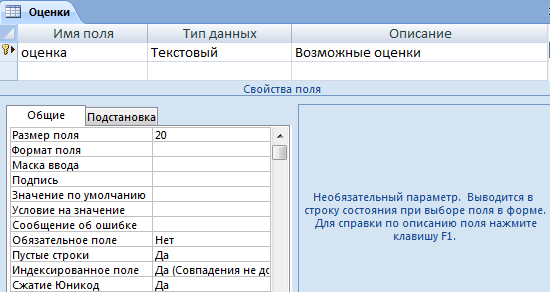 Оценки
Имя поля Тип данных Описание
оценка Текстовый Возможные оценки
Свойства поля
Общие Подстановка
Размер поля 20
Формат поля
Маска ввода
Подпись
Значение по умолчанию
Условие на значение
Сообщение об ошибке
Обязательное поле Нет
Пустые строки Да
Индексированное поле Да (Совпадения не до
Сжатие Юникод Да
Необязательный параметр. Выводится в
строку состояния при выборе поля в форме.
Для справки по описанию поля нажмите
клавишу F1.